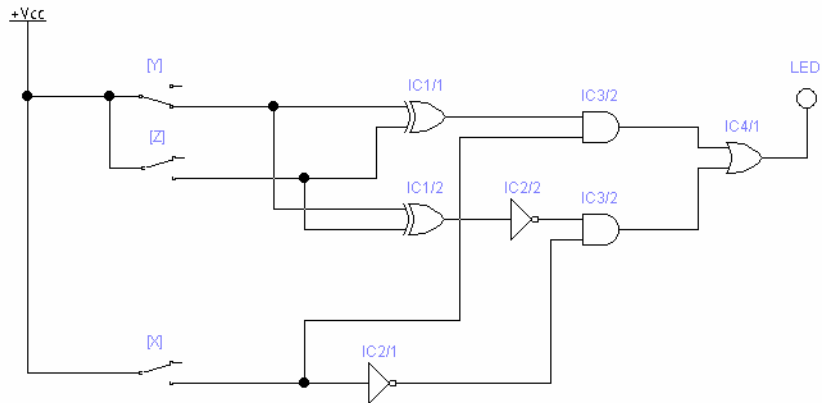 +Vcc
[Y]
LED
IC1/1
IC3/2
IC4/1
[Z]
IC1/2
IC2/2
IC3/2
[X]
IC2/1